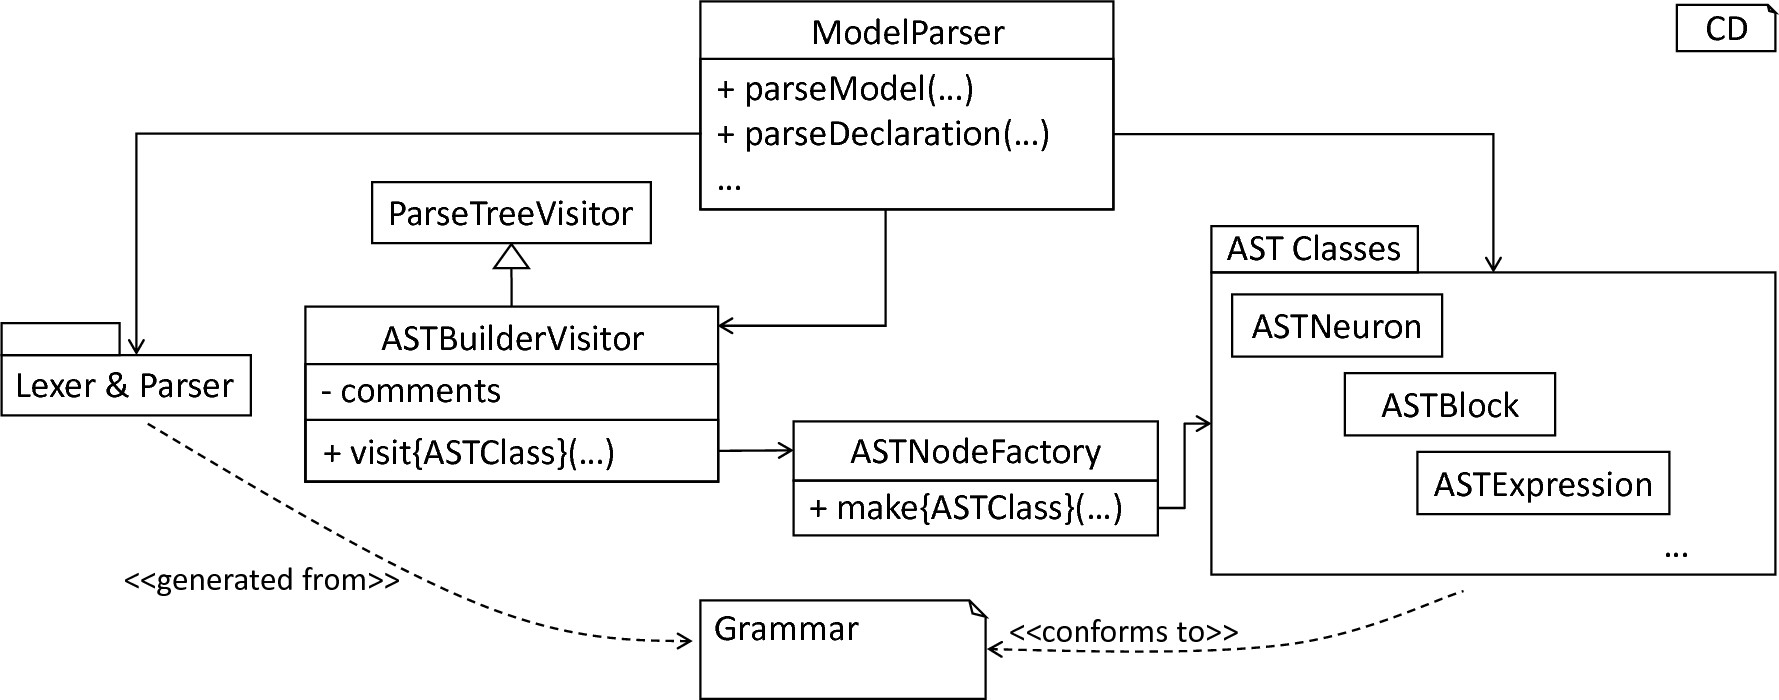 ModelParser
+ parseModel(...)
+ parseDeclaration(...)
...
CD
ParseTreeVisitor
AST Classes
ASTNeuron
ASTBlock
ASTExpression
...
Lexer & Parser
ASTBuilderVisitor
- comments
+ visit{ASTClass}(...)
ASTNodeFactory
+ make{ASTClass}(...)
<<generated from>>
Grammar
<<conforms to>>